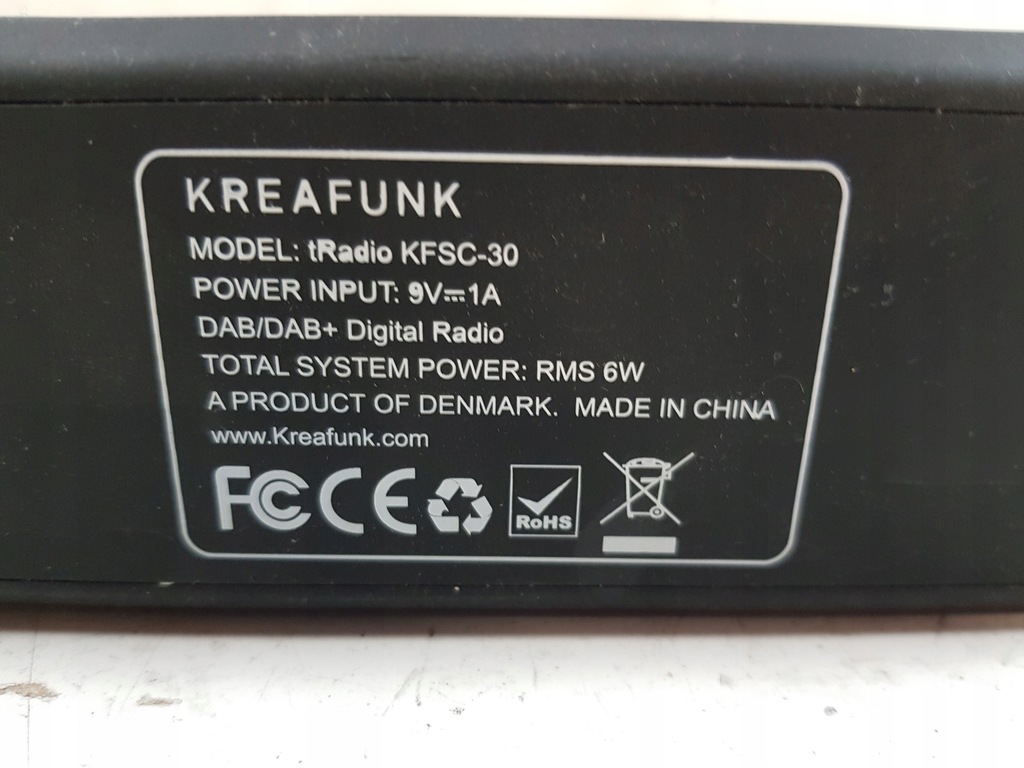 KREAFUNK
MODEL: tRadio KFSC-30
POWER INPUT: 9V⎓1A
DAB/DAB+ Digital Radio
TOTAL SYSTEM POWER: RMS 6W
A PRODUCT OF DENMARK. MADE IN CHINA
www.Kreafunk.com
FC CE RoHS